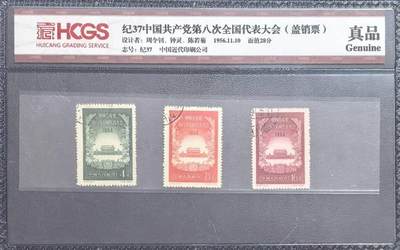 HCGS
HUICANG GRADING SERVICE
纪37中国共产党第八次全国代表大会（盖销票）
设计者：周令钊、钟灵、陈若菊 1956.11.10 面值28分
志号：纪37 中国近代印刷公司
真品
Genuine